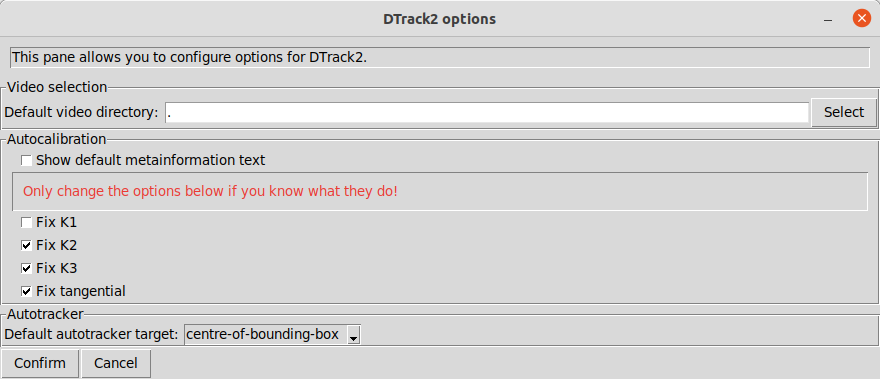 DTrack2 options
This pane allows you to configure options for DTrack2.
Video selection
Default video directory: . Select
Autocalibration
Show default metainformation text
Only change the options below if you know what they do!
Fix K1
Fix K2
Fix K3
Fix tangential
Autotracker
Default autotracker target: centre-of-bounding-box
Confirm Cancel